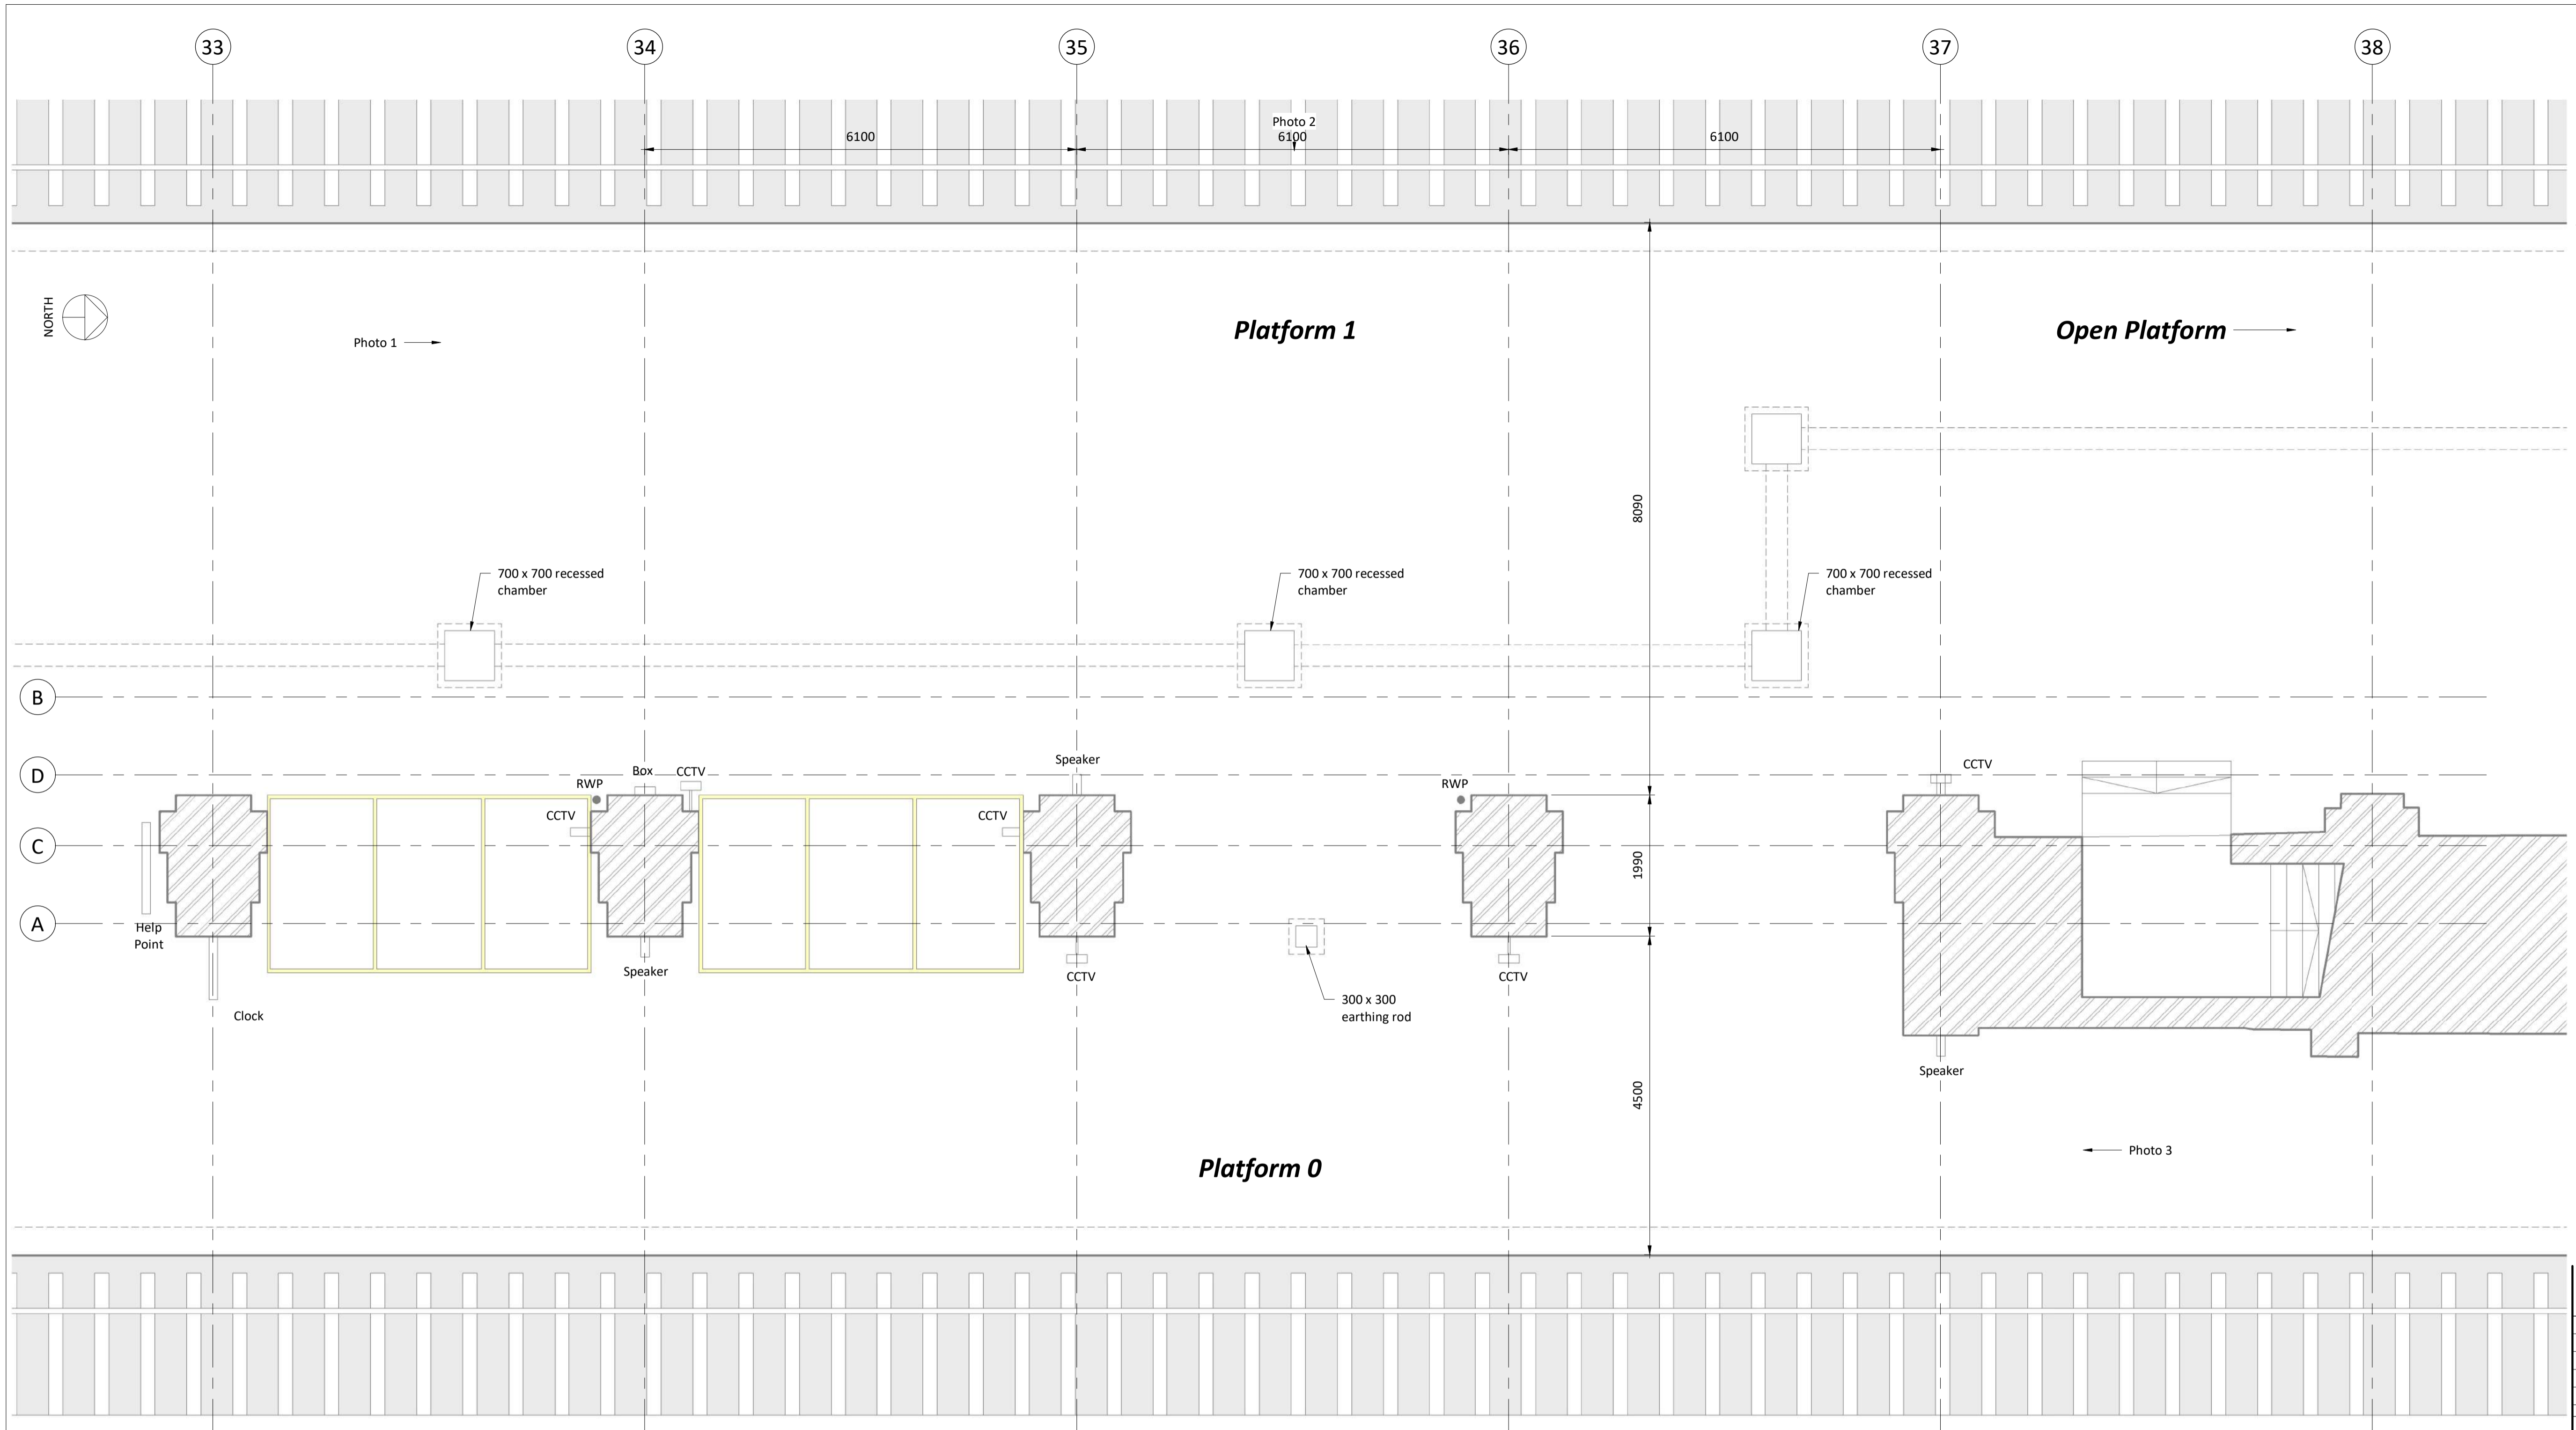 33
34
35
36
37
38
Photo 2
6100
6100
6100
NORTH
Photo 1
Platform 1
Open Platform
8090
700 x 700 recessed
chamber
700 x 700 recessed
chamber
700 x 700 recessed
chamber
B
D
RWP
Box
CCTV
Speaker
RWP
CCTV
CCTV
CCTV
C
1990
A
Help
Point
Speaker
CCTV
CCTV
300 x 300
earthing rod
Clock
Speaker
4500
Platform 0
Photo 3